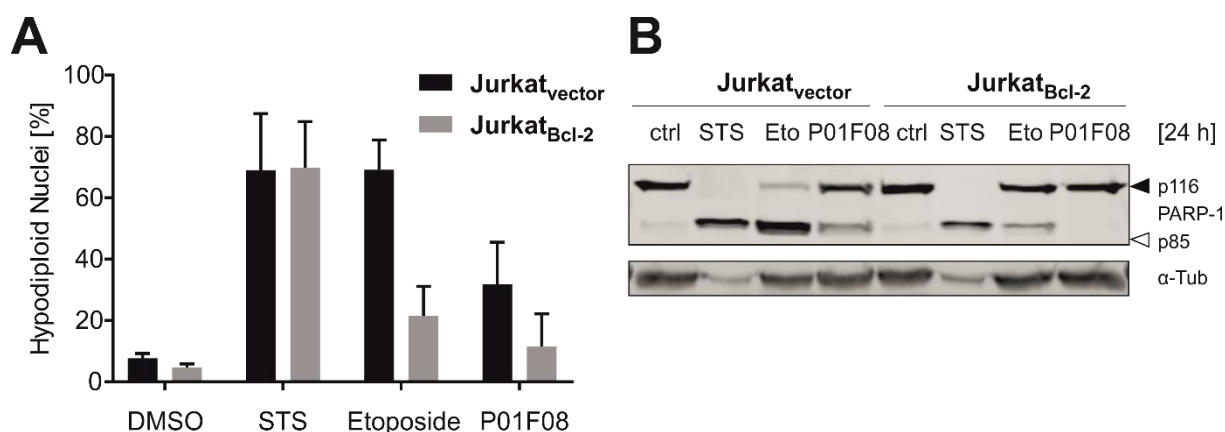 A
Hypodiploid Nuclei [%]
100
80
60
40
20
0
Jurkatvector
JurkatBcl-2
DMSO STS Etoposide P01F08
B
Jurkatvector JurkatBcl-2
ctrl STS Eto P01F08 ctrl STS Eto P01F08 [24 h]
p116
PARP-1
p85
α-Tub